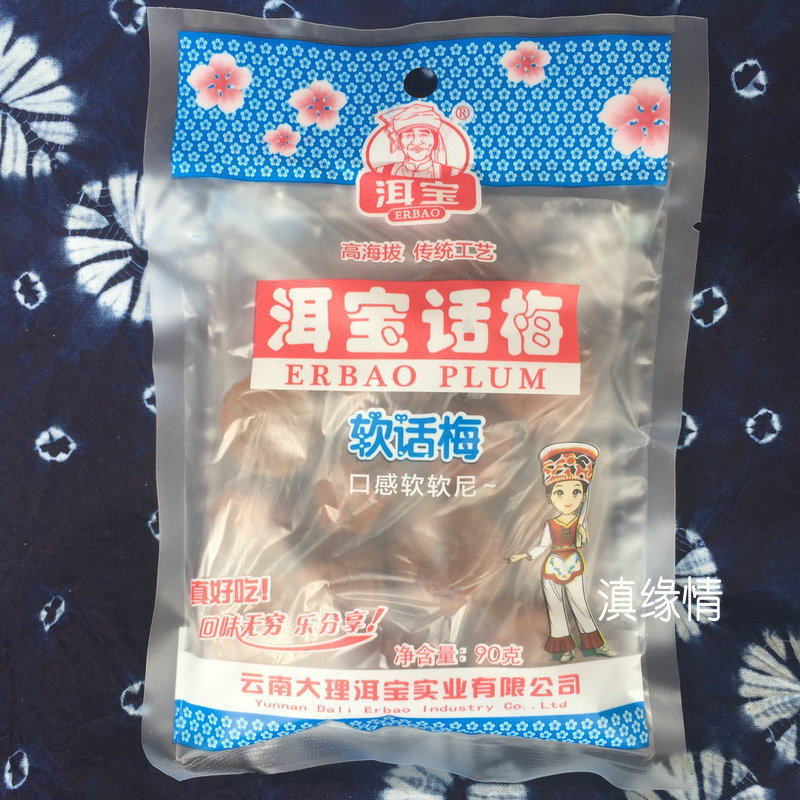 ®
洱宝
ERBAO
高海拔 传统工艺
洱宝话梅
ERBAO PLUM
软话梅
口感软软尼~
真好吃!
回味无穷 乐分享!
滇缘情
净含量: 90克
云南大理洱宝实业有限公司
Yunnan Dali Erbao Industry Co.,Ltd